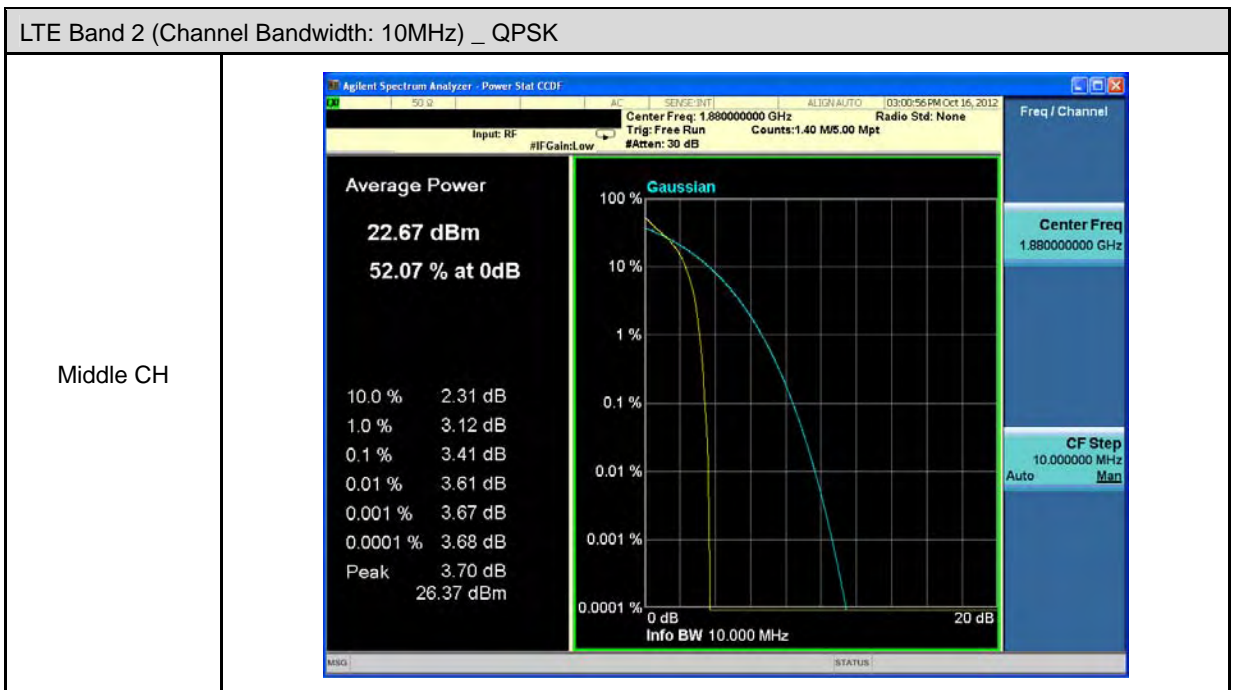 LTE Band 2 (Channel Bandwidth: 10MHz) _ QPSK
Middle CH
Agilent Spectrum Analyzer - Power Stat CCDF
50 Ω AC SENSE:INT ALIGN AUTO 03:00:56 PM Oct 16, 2012
Center Freq: 1.880000000 GHz Radio Std: None
Input: RF Trig: Free Run Counts:1.40 M/5.00 Mpt
#IFGain:Low #Atten: 30 dB
Average Power
22.67 dBm
52.07 % at 0dB
10.0 % 2.31 dB
1.0 % 3.12 dB
0.1 % 3.41 dB
0.01 % 3.61 dB
0.001 % 3.67 dB
0.0001 % 3.68 dB
Peak 3.70 dB
26.37 dBm
Gaussian
100 %
10 %
1 %
0.1 %
0.01 %
0.001 %
0.0001 %
0 dB 20 dB
Info BW 10.000 MHz
Freq / Channel
Center Freq
1.880000000 GHz
CF Step
10.000000 MHz
Auto Man
MSG STATUS